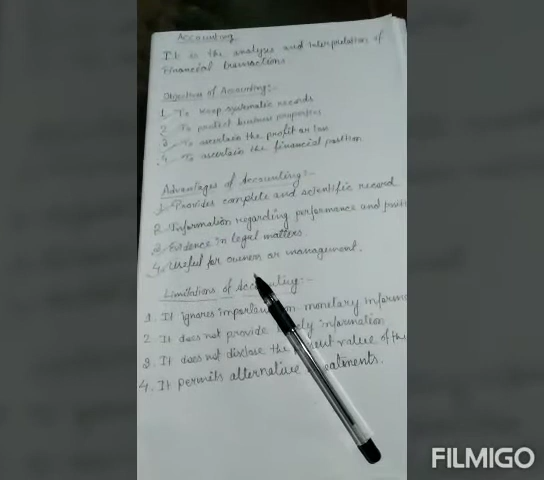 Accounting
It is the analysis and interpretation of
Financial transactions
Objective of Accounting:-
1. To keep systematic records
2. To protect business properties
3. To ascertain the profit or loss
4. To ascertain the financial position
Advantages of Accounting:-
1. Provides complete and scientific record
2. Information regarding performance and
3. Evidence in legal matters.
4. Useful for owners or management.
Limitations of Accounting:-
1. It ignores monetary
2. It does not provide information
3. It does not disclose the value of the
4. It permits alternative
FILMIGO